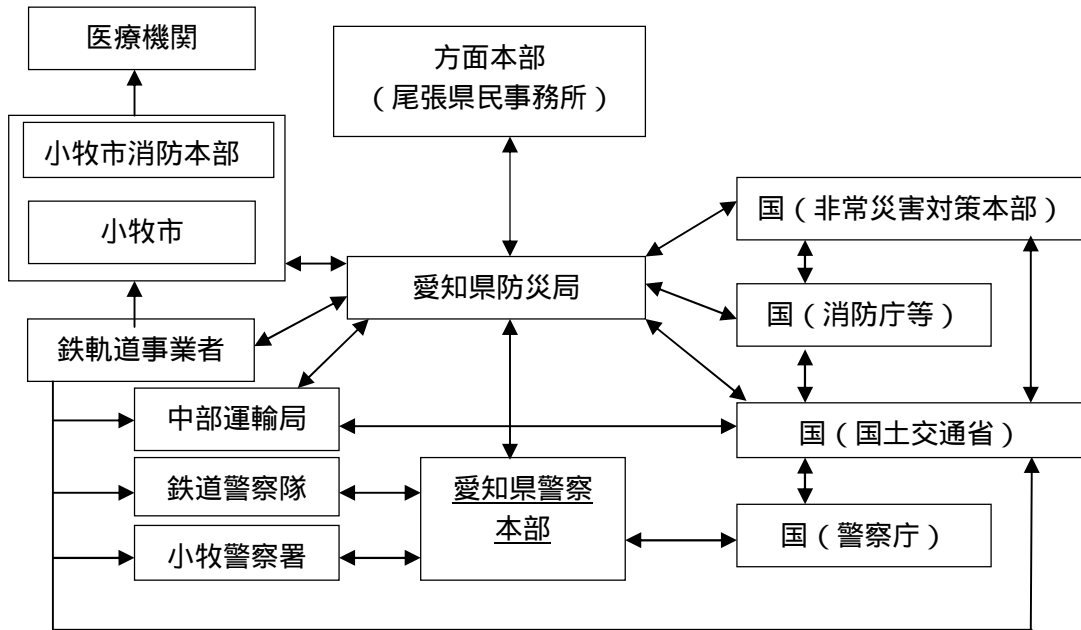 医療機関
方面本部
（尾張県民事務所）
小牧市消防本部
小牧市
国（非常災害対策本部）
愛知県防災局
国（消防庁等）
鉄軌道事業者
中部運輸局
国（国土交通省）
鉄道警察隊
愛知県警察
本部
小牧警察署
国（警察庁）